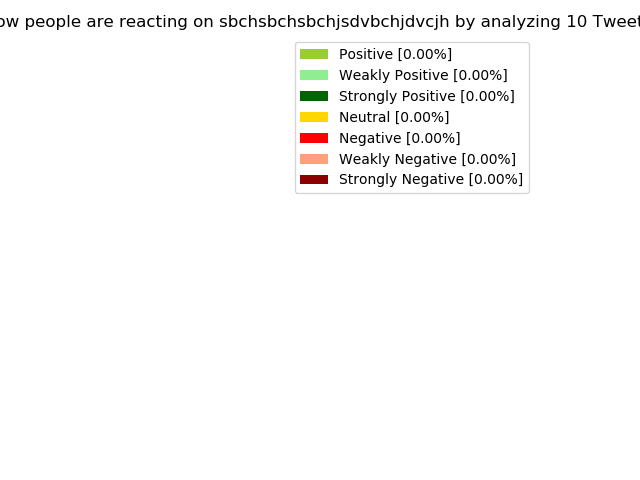 ow people are reacting on sbchsbchsbchjsdvbchjdvcjh by analyzing 10 Tweet
Positive [0.00%]
Weakly Positive [0.00%]
Strongly Positive [0.00%]
Neutral [0.00%]
Negative [0.00%]
Weakly Negative [0.00%]
Strongly Negative [0.00%]